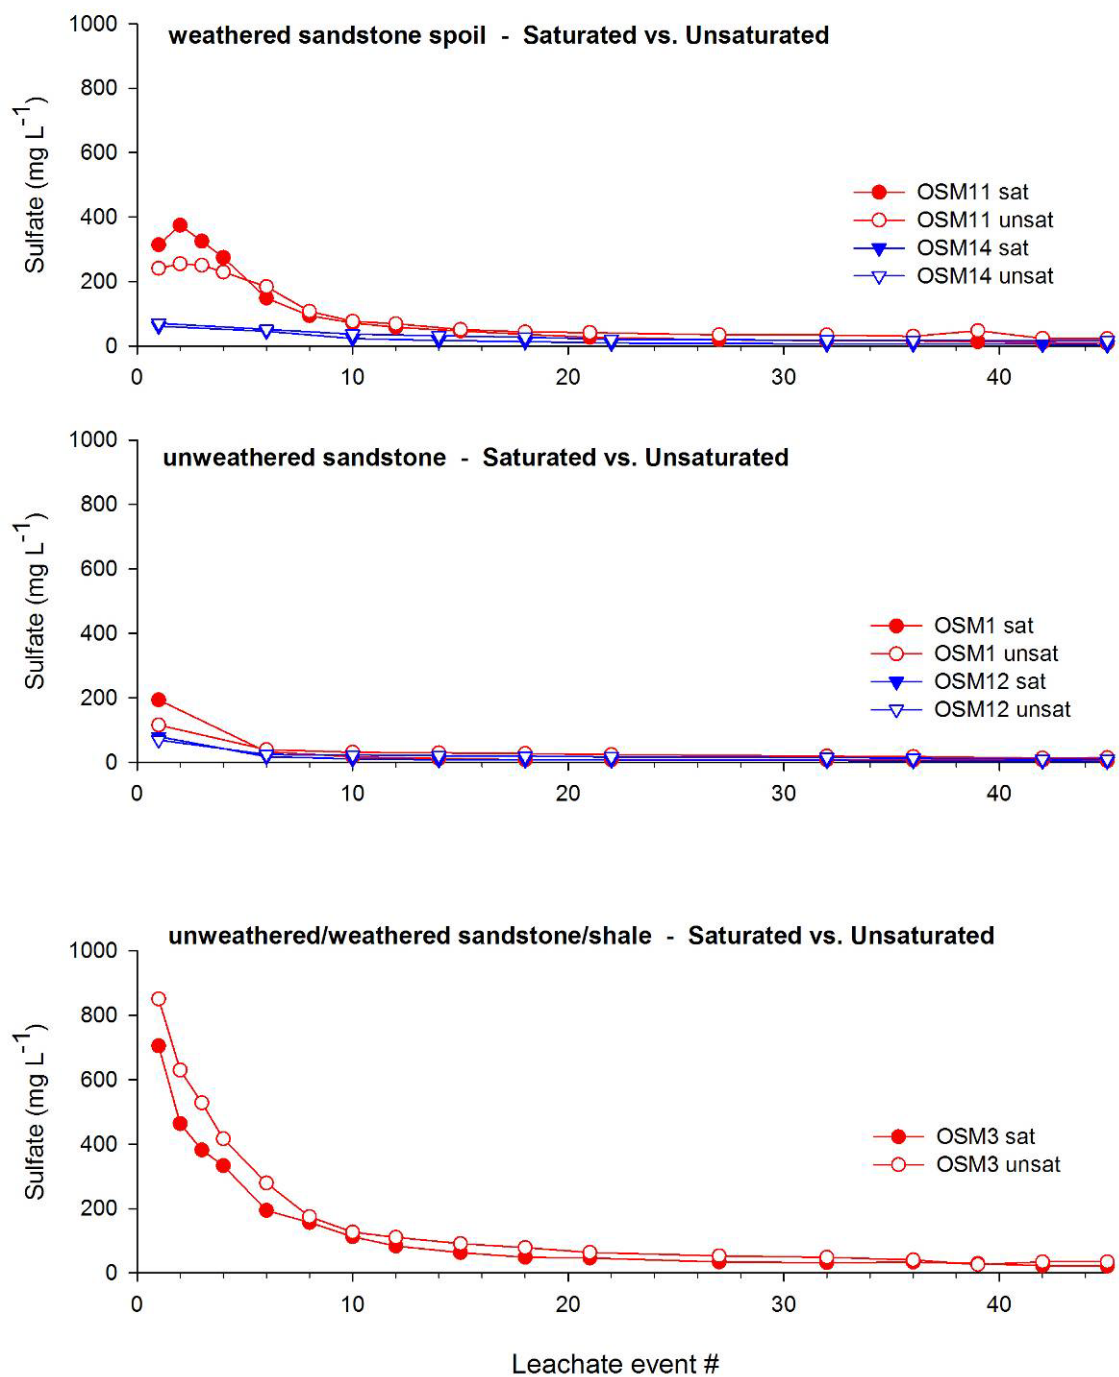 weathered sandstone spoil - Saturated vs. Unsaturated
Sulfate (mg L⁻¹)
1000
800
600
400
200
0
OSM11 sat
OSM11 unsat
OSM14 sat
OSM14 unsat
0 10 20 30 40
unweathered sandstone - Saturated vs. Unsaturated
Sulfate (mg L⁻¹)
1000
800
600
400
200
0
OSM1 sat
OSM1 unsat
OSM12 sat
OSM12 unsat
0 10 20 30 40
unweathered/weathered sandstone/shale - Saturated vs. Unsaturated
Sulfate (mg L⁻¹)
1000
800
600
400
200
0
OSM3 sat
OSM3 unsat
0 10 20 30 40
Leachate event #